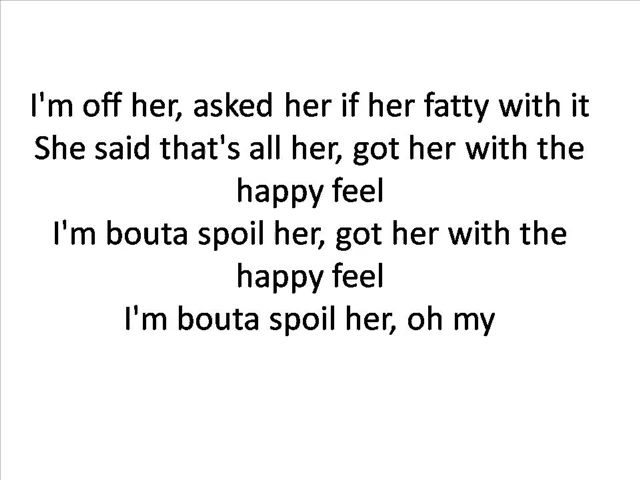 I'm off her, asked her if her fatty with it
She said that's all her, got her with the
happy feel
I'm bouta spoil her, got her with the
happy feel
I'm bouta spoil her, oh my